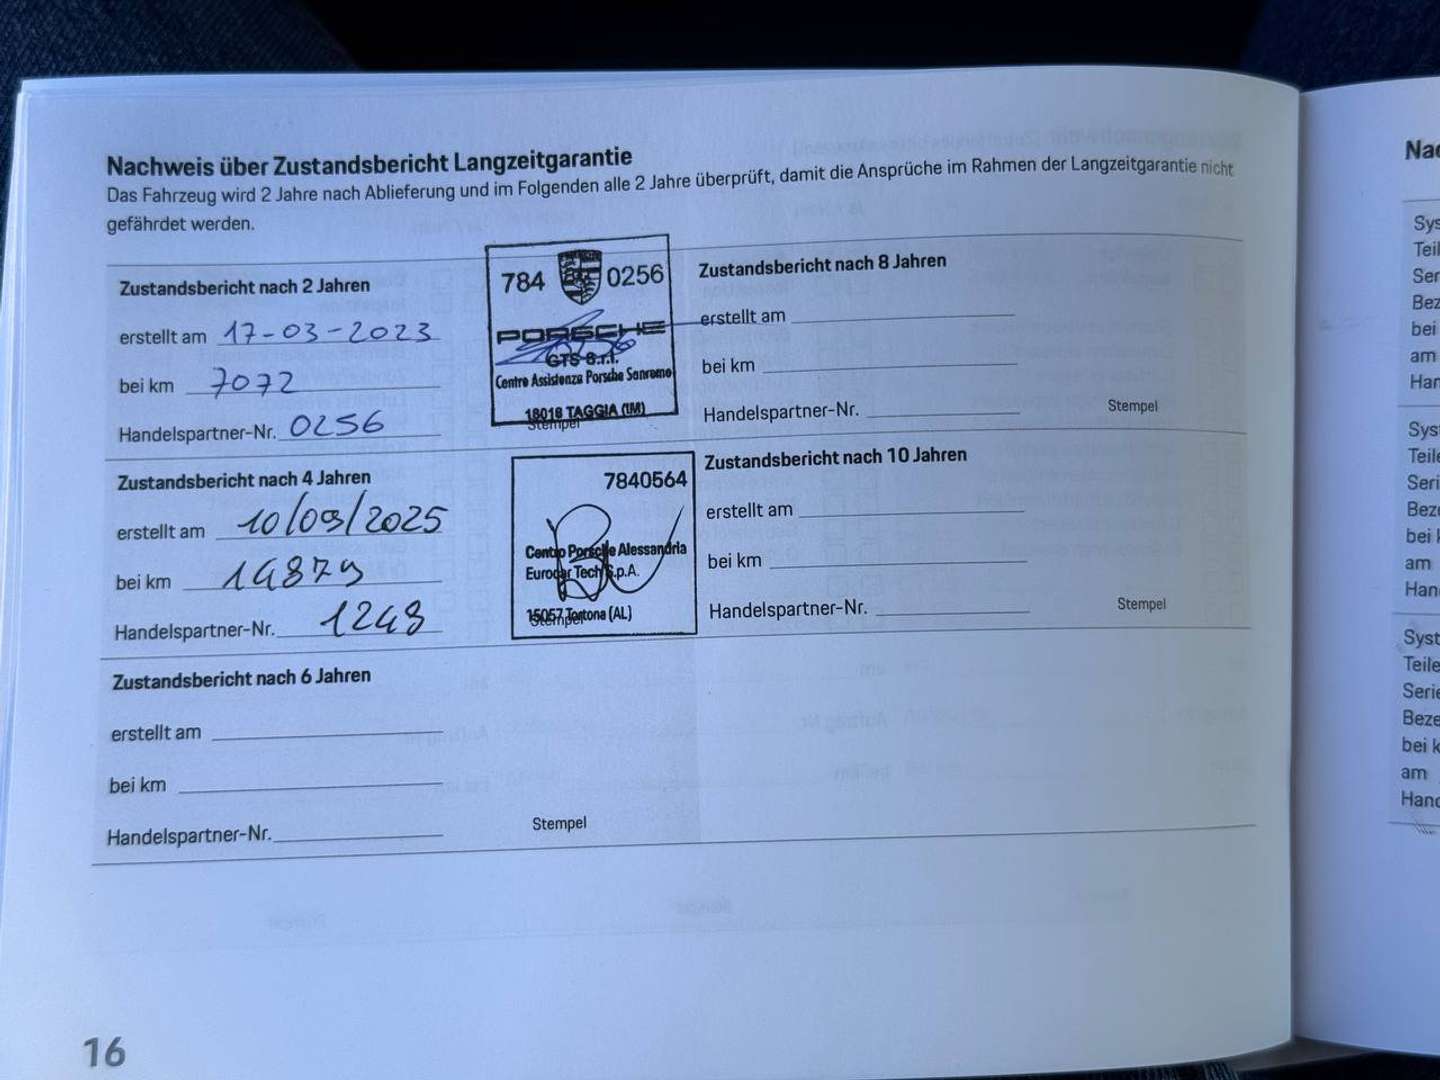 Nachweis über Zustandsbericht Langzeitgarantie
Das Fahrzeug wird 2 Jahre nach Ablieferung und im Folgenden alle 2 Jahre überprüft, damit die Ansprüche im Rahmen der Langzeitgarantie nicht
gefährdet werden.
Zustandsbericht nach 2 Jahren
erstellt am 17-03-2023
bei km 7072
Handelspartner-Nr. 0256
784 0256
PORSCHE
GTS S.r.l.
Centro Assistenza Porsche Sanremo
18018 TAGGIA (IM)
Stempel
Zustandsbericht nach 8 Jahren
erstellt am
bei km
Handelspartner-Nr.
Stempel
Zustandsbericht nach 4 Jahren
erstellt am 10/09/2025
bei km
Handelspartner-Nr. 1248
7840564
Centro Porsche Alessandria
Eurocar Tech S.p.A.
15057 Tortona (AL)
Stempel
Zustandsbericht nach 10 Jahren
erstellt am
bei km
Handelspartner-Nr.
Stempel
Zustandsbericht nach 6 Jahren
erstellt am
bei km
Handelspartner-Nr.
Stempel
16
bei
am
am
am